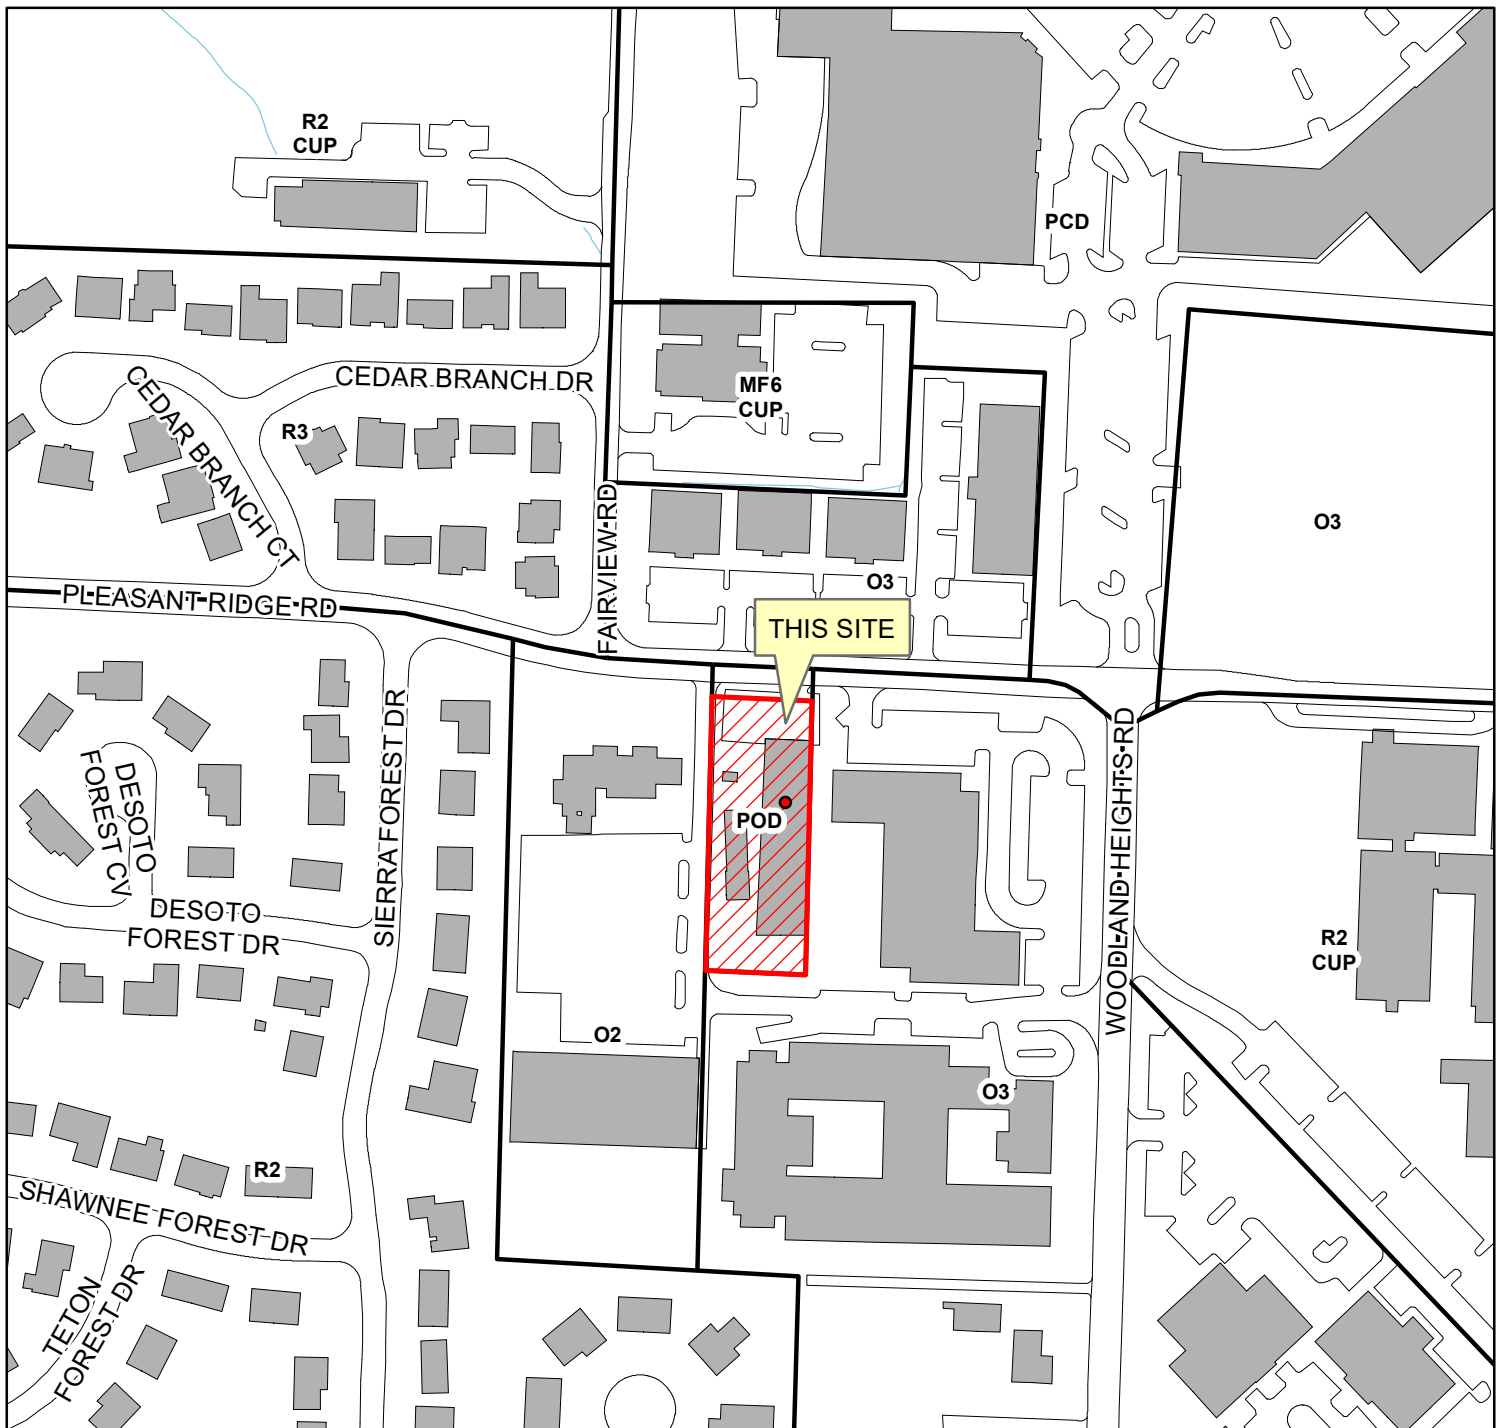 R2
CUP
PCD
CEDAR BRANCH DR
CEDAR BRANCH CT
R3
MF6
CUP
FAIRVIEW RD
O3
O3
PLEASANT RIDGE RD
THIS SITE
SIERRA FOREST DR
DESOTO
FOREST CV
POD
WOODLAND HEIGHTS RD
DESOTO
FOREST DR
R2
CUP
O2
O3
R2
SHAWNEE FOREST DR
TETON
FOREST DR